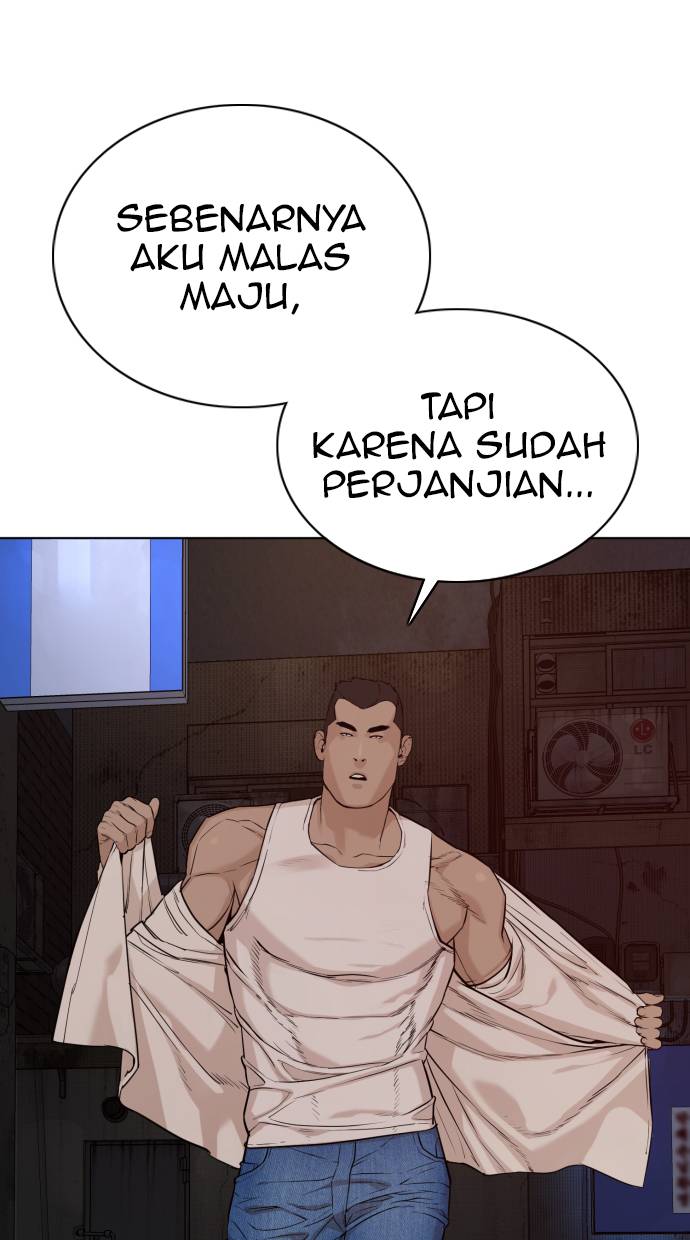 SEBENARNYA
AKU MALAS
MAJU,
TAPI
KARENA SUDAH
PERJANJIAN...
LC